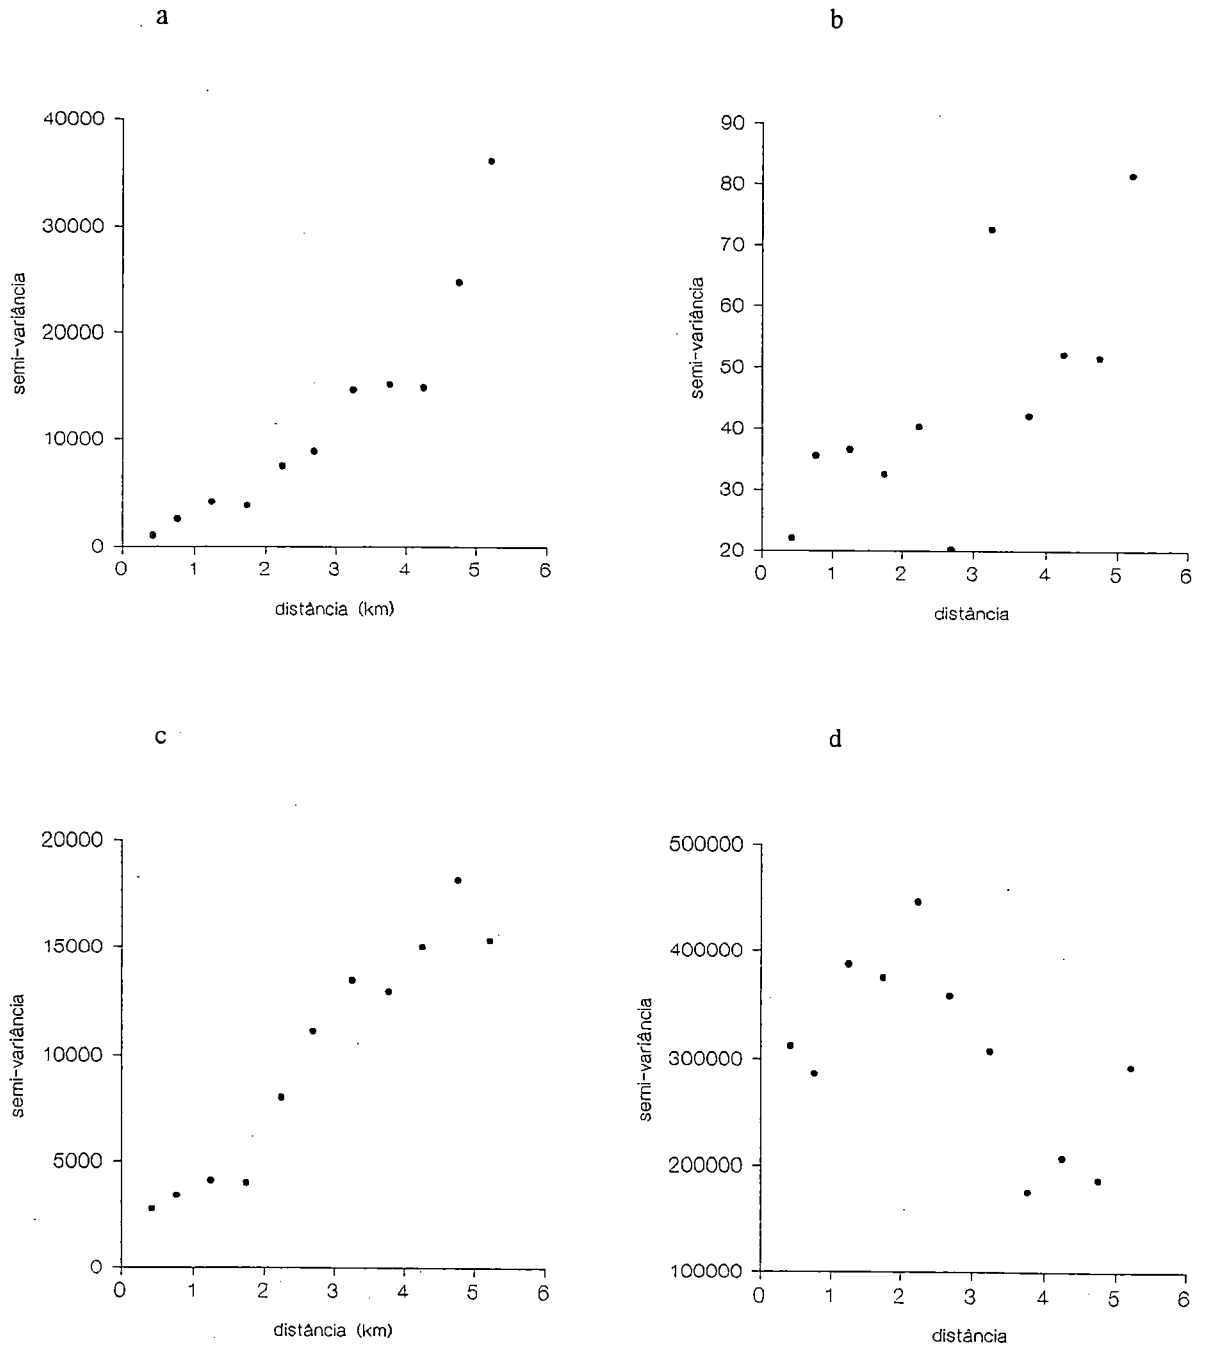 a
40000
30000
20000
10000
0
semi-variância
0 1 2 3 4 5 6
distância (km)
b
90
80
70
60
50
40
30
20
semi-variância
0 1 2 3 4 5 6
distância
c
20000
15000
10000
5000
0
semi-variância
0 1 2 3 4 5 6
distância (km)
d
500000
400000
300000
200000
100000
semi-variância
0 1 2 3 4 5 6
distância